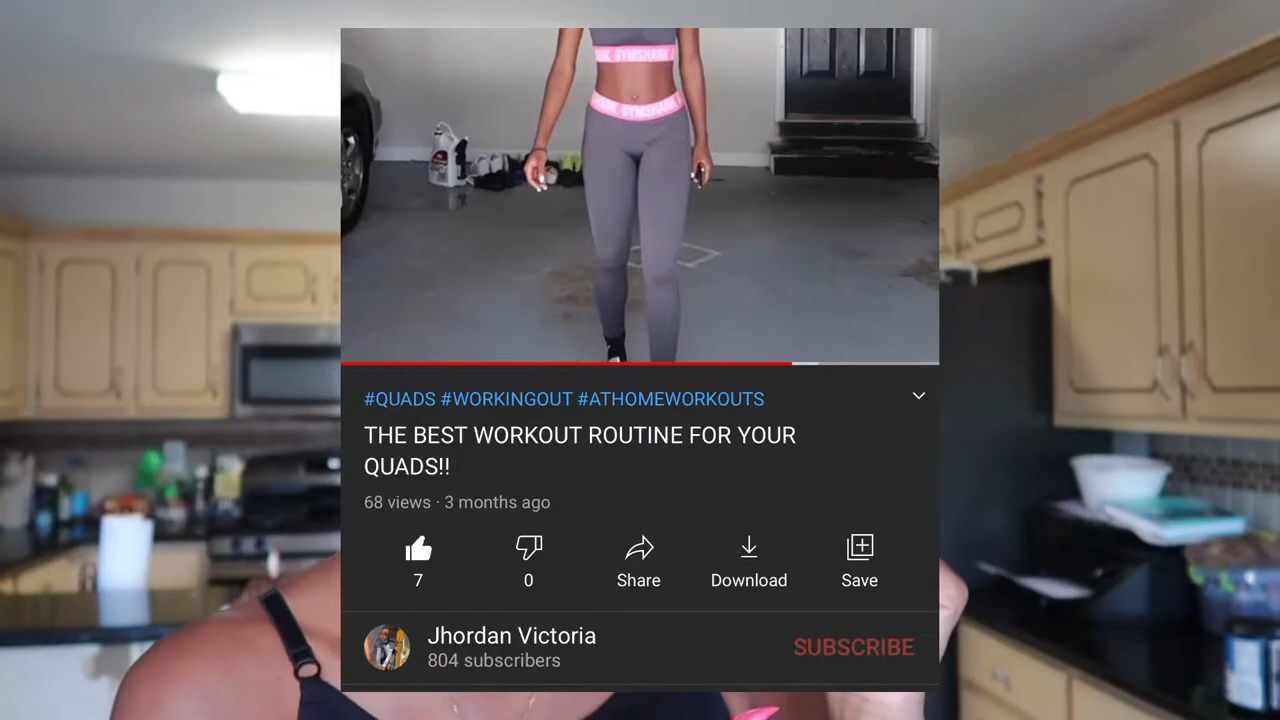 GYMSHARK
GYMSHARK
#QUADS #WORKINGOUT #ATHOMEWORKOUTS
THE BEST WORKOUT ROUTINE FOR YOUR
QUADS!!
68 views · 3 months ago
7
0
Share
Download
Save
Jhordan Victoria
804 subscribers
SUBSCRIBE